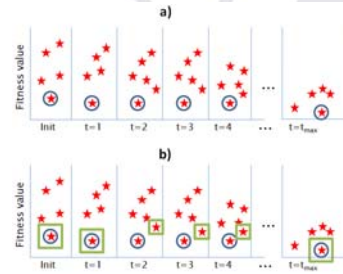 a)
Fitness value
...
Init t=1 t=2 t=3 t=4 ... t=tmax
b)
Fitness value
...
Init t=1 t=2 t=3 t=4 ... t=tmax